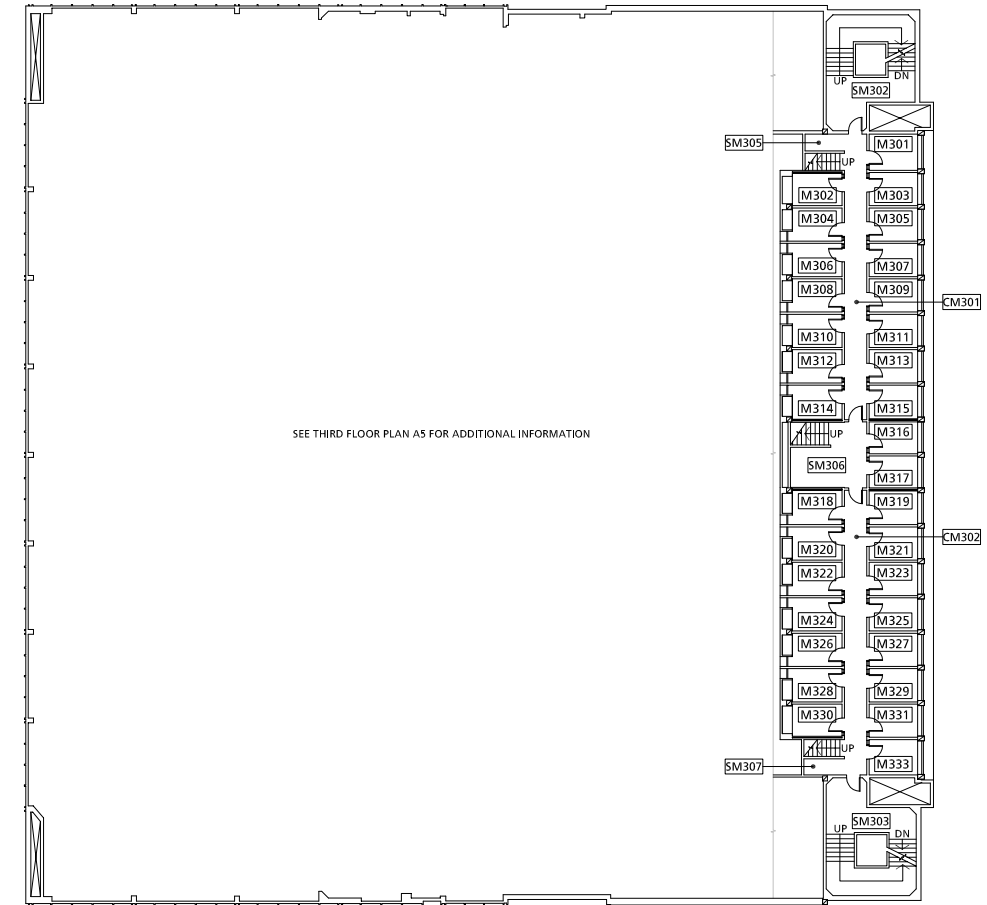 UP
DN
SM302
SM305
M301
UP
M302
M303
M304
M305
M306
M307
M308
M309
CM301
M310
M311
M312
M313
M314
M315
SEE THIRD FLOOR PLAN A5 FOR ADDITIONAL INFORMATION
UP
M316
SM306
M317
M318
M319
CM302
M320
M321
M322
M323
M324
M325
M326
M327
M328
M329
M330
M331
UP
SM307
M333
SM303
UP
DN